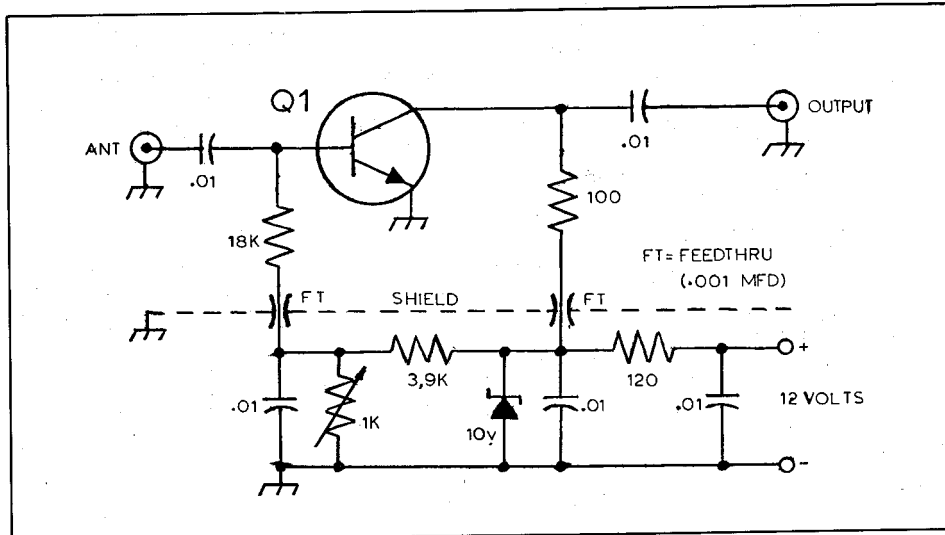 Q1
ANT
.01
.01
OUTPUT
18K
100
FT = FEEDTHRU
(.001 MFD)
FT
SHIELD
FT
+
3,9K
120
.01
1K
10v
.01
.01
12 VOLTS
-